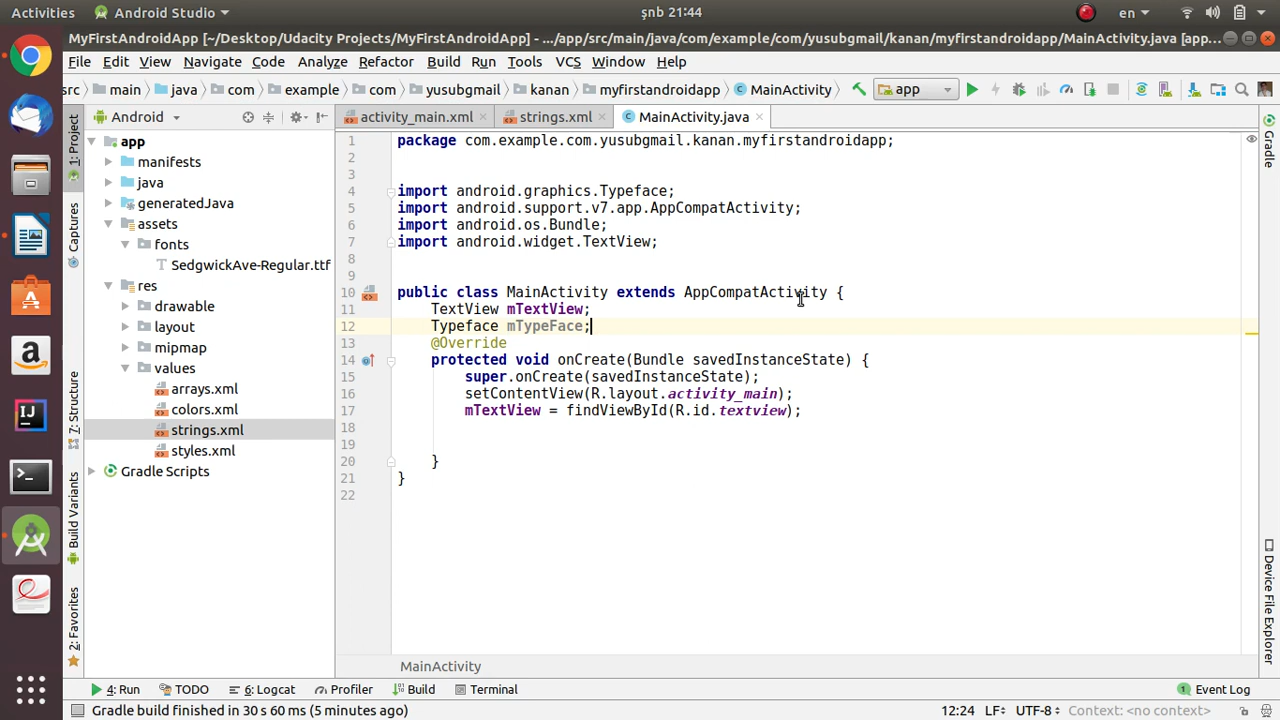 Activities Android Studio şnb 21:44 en
MyFirstAndroidApp [~/Desktop/Udacity Projects/MyFirstAndroidApp] - .../app/src/main/java/com/example/com/yusubgmail/kanan/myfirstandroidapp/MainActivity.java [app...
File Edit View Navigate Code Analyze Refactor Build Run Tools VCS Window Help
src main java com example com yusubgmail kanan myfirstandroidapp MainActivity app
1: Project
Captures
7: Structure
Build Variants
2: Favorites
Android
app
manifests
java
generatedJava
assets
fonts
SedgwickAve-Regular.ttf
res
drawable
layout
mipmap
values
arrays.xml
colors.xml
strings.xml
styles.xml
Gradle Scripts
activity_main.xml strings.xml MainActivity.java
1 package com.example.com.yusubgmail.kanan.myfirstandroidapp;
2
3
4 import android.graphics.Typeface;
5 import android.support.v7.app.AppCompatActivity;
6 import android.os.Bundle;
7 import android.widget.TextView;
8
9
10 public class MainActivity extends AppCompatActivity {
11 TextView mTextView;
12 Typeface mTypeFace;
13 @Override
14 protected void onCreate(Bundle savedInstanceState) {
15 super.onCreate(savedInstanceState);
16 setContentView(R.layout.activity_main);
17 mTextView = findViewById(R.id.textview);
18
19
20 }
21 }
22
MainActivity
Gradle
Device File Explorer
4: Run TODO 6: Logcat Profiler Build Terminal 1 Event Log
Gradle build finished in 30 s 60 ms (5 minutes ago) 12:24 LF UTF-8 Context: <no context>